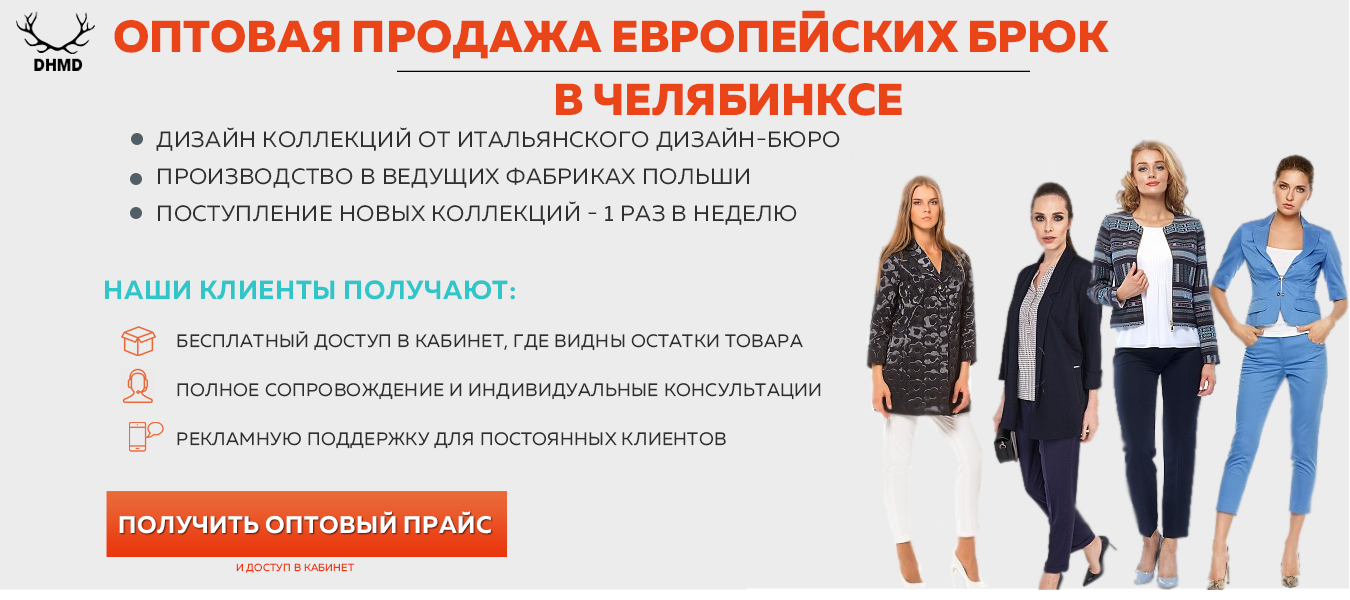 DHMD
ОПТОВАЯ ПРОДАЖА ЕВРОПЕЙСКИХ БРЮК
В ЧЕЛЯБИНКСЕ
ДИЗАЙН КОЛЛЕКЦИЙ ОТ ИТАЛЬЯНСКОГО ДИЗАЙН-БЮРО
ПРОИЗВОДСТВО В ВЕДУЩИХ ФАБРИКАХ ПОЛЬШИ
ПОСТУПЛЕНИЕ НОВЫХ КОЛЛЕКЦИЙ - 1 РАЗ В НЕДЕЛЮ
НАШИ КЛИЕНТЫ ПОЛУЧАЮТ:
БЕСПЛАТНЫЙ ДОСТУП В КАБИНЕТ, ГДЕ ВИДНЫ ОСТАТКИ ТОВАРА
ПОЛНОЕ СОПРОВОЖДЕНИЕ И ИНДИВИДУАЛЬНЫЕ КОНСУЛЬТАЦИИ
РЕКЛАМНУЮ ПОДДЕРЖКУ ДЛЯ ПОСТОЯННЫХ КЛИЕНТОВ
ПОЛУЧИТЬ ОПТОВЫЙ ПРАЙС
И ДОСТУП В КАБИНЕТ